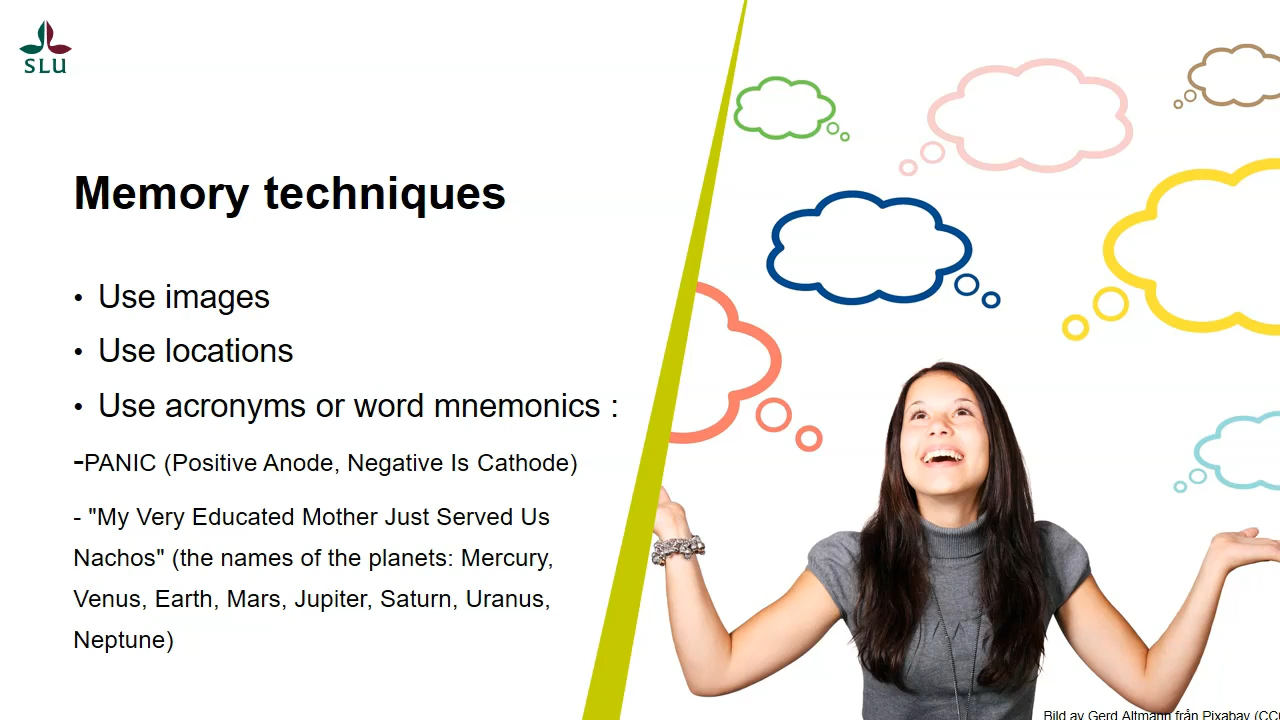 SLU
Memory techniques
• Use images
• Use locations
• Use acronyms or word mnemonics :
-PANIC (Positive Anode, Negative Is Cathode)
- "My Very Educated Mother Just Served Us
Nachos" (the names of the planets: Mercury,
Venus, Earth, Mars, Jupiter, Saturn, Uranus,
Neptune)
Bild av Gerd Altmann från Pixabay (CC